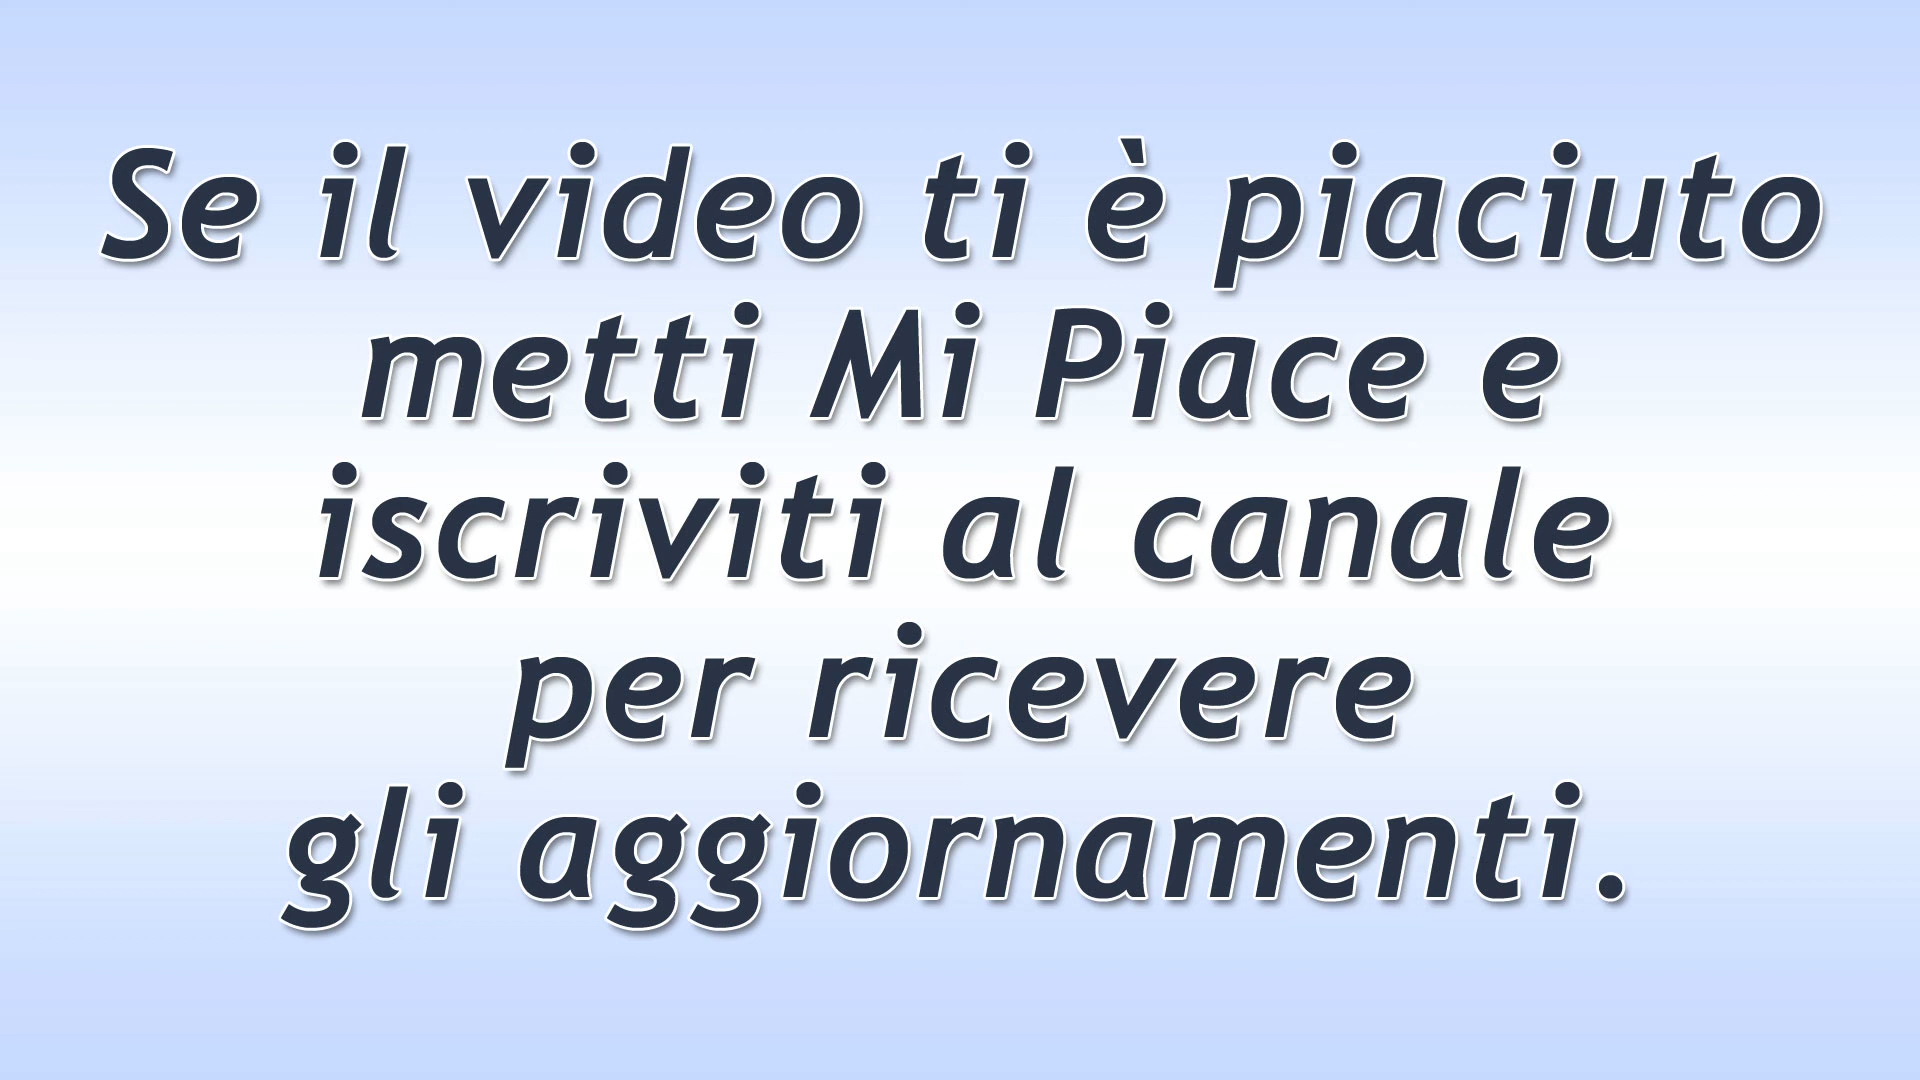 Se il video ti è piaciuto
metti Mi Piace e
iscriviti al canale
per ricevere
gli aggiornamenti.